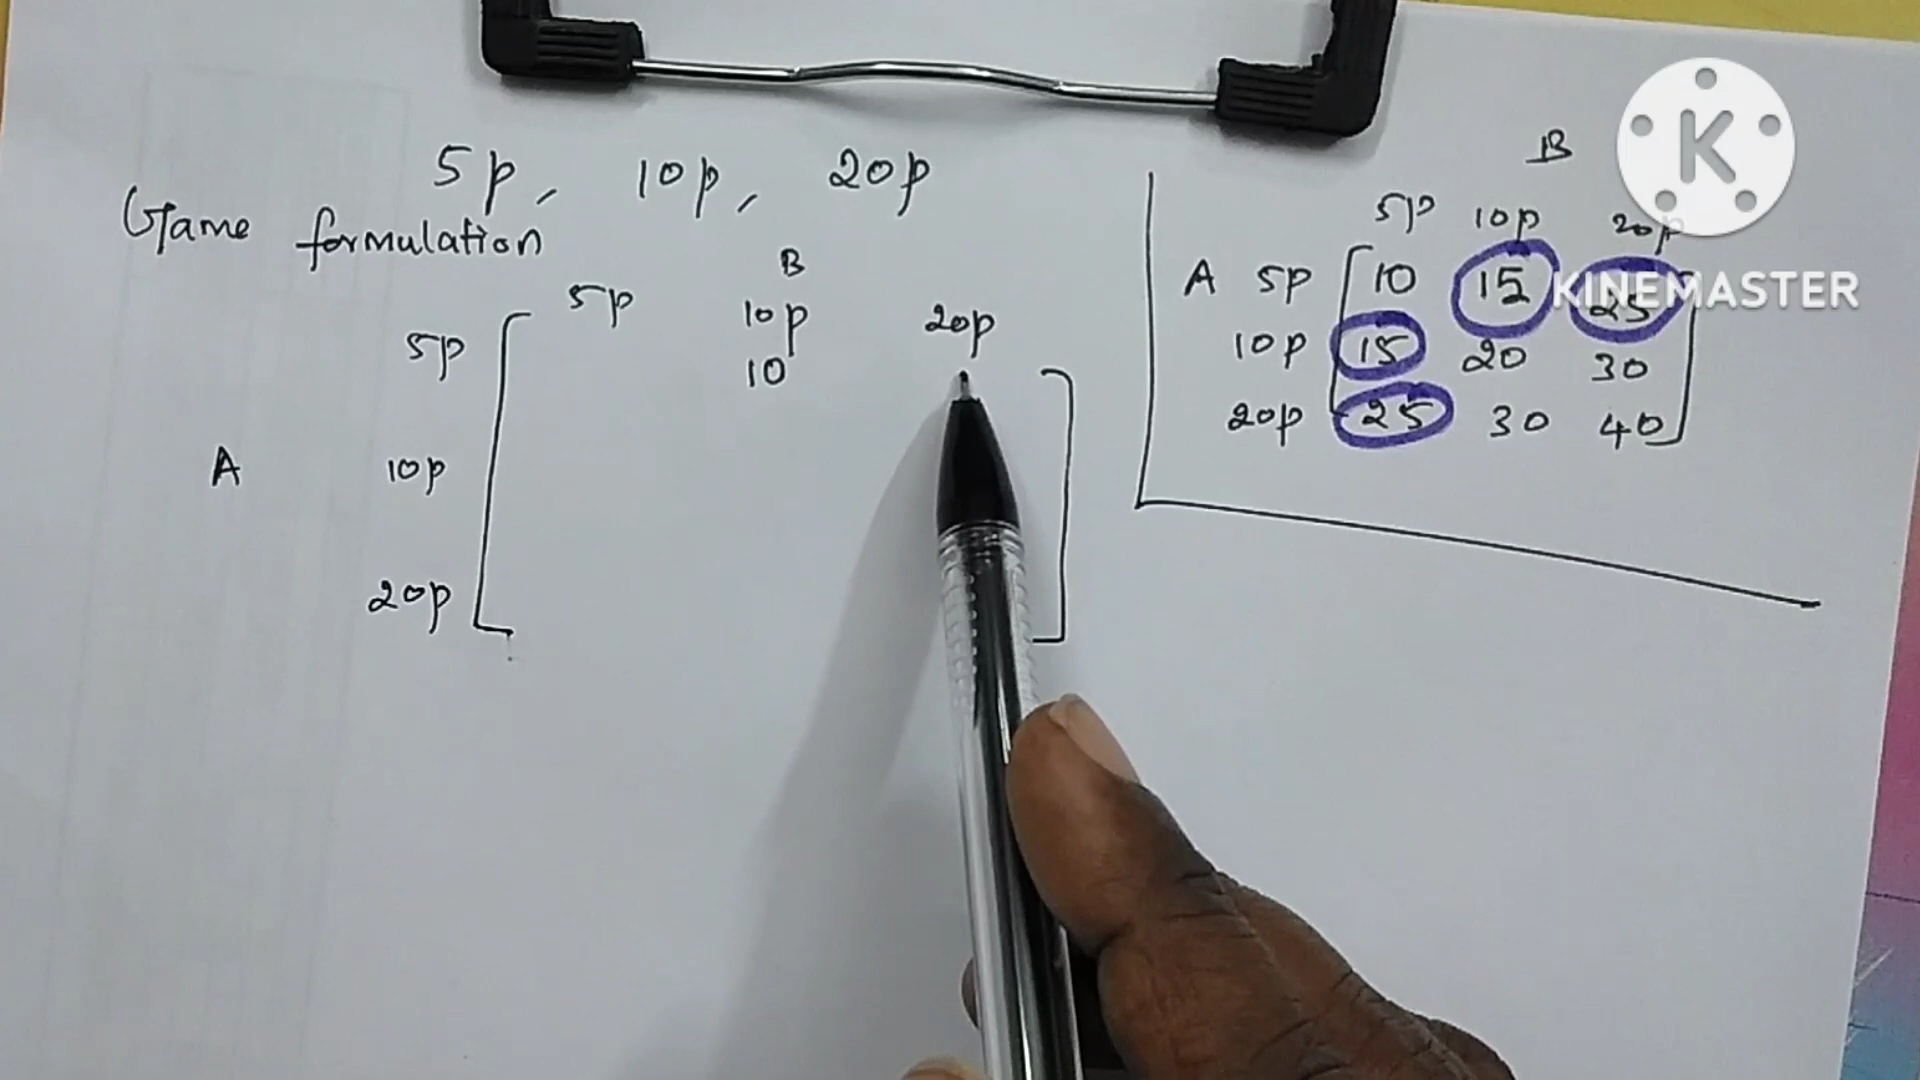 5p, 10p, 20p
Game formulation
B
5p 10p 20p
5p 10
A 10p
20p
B
5p 10p 20p
A 5p 10 15 25
10p 15 20 30
20p 25 30 40
K
KINEMASTER